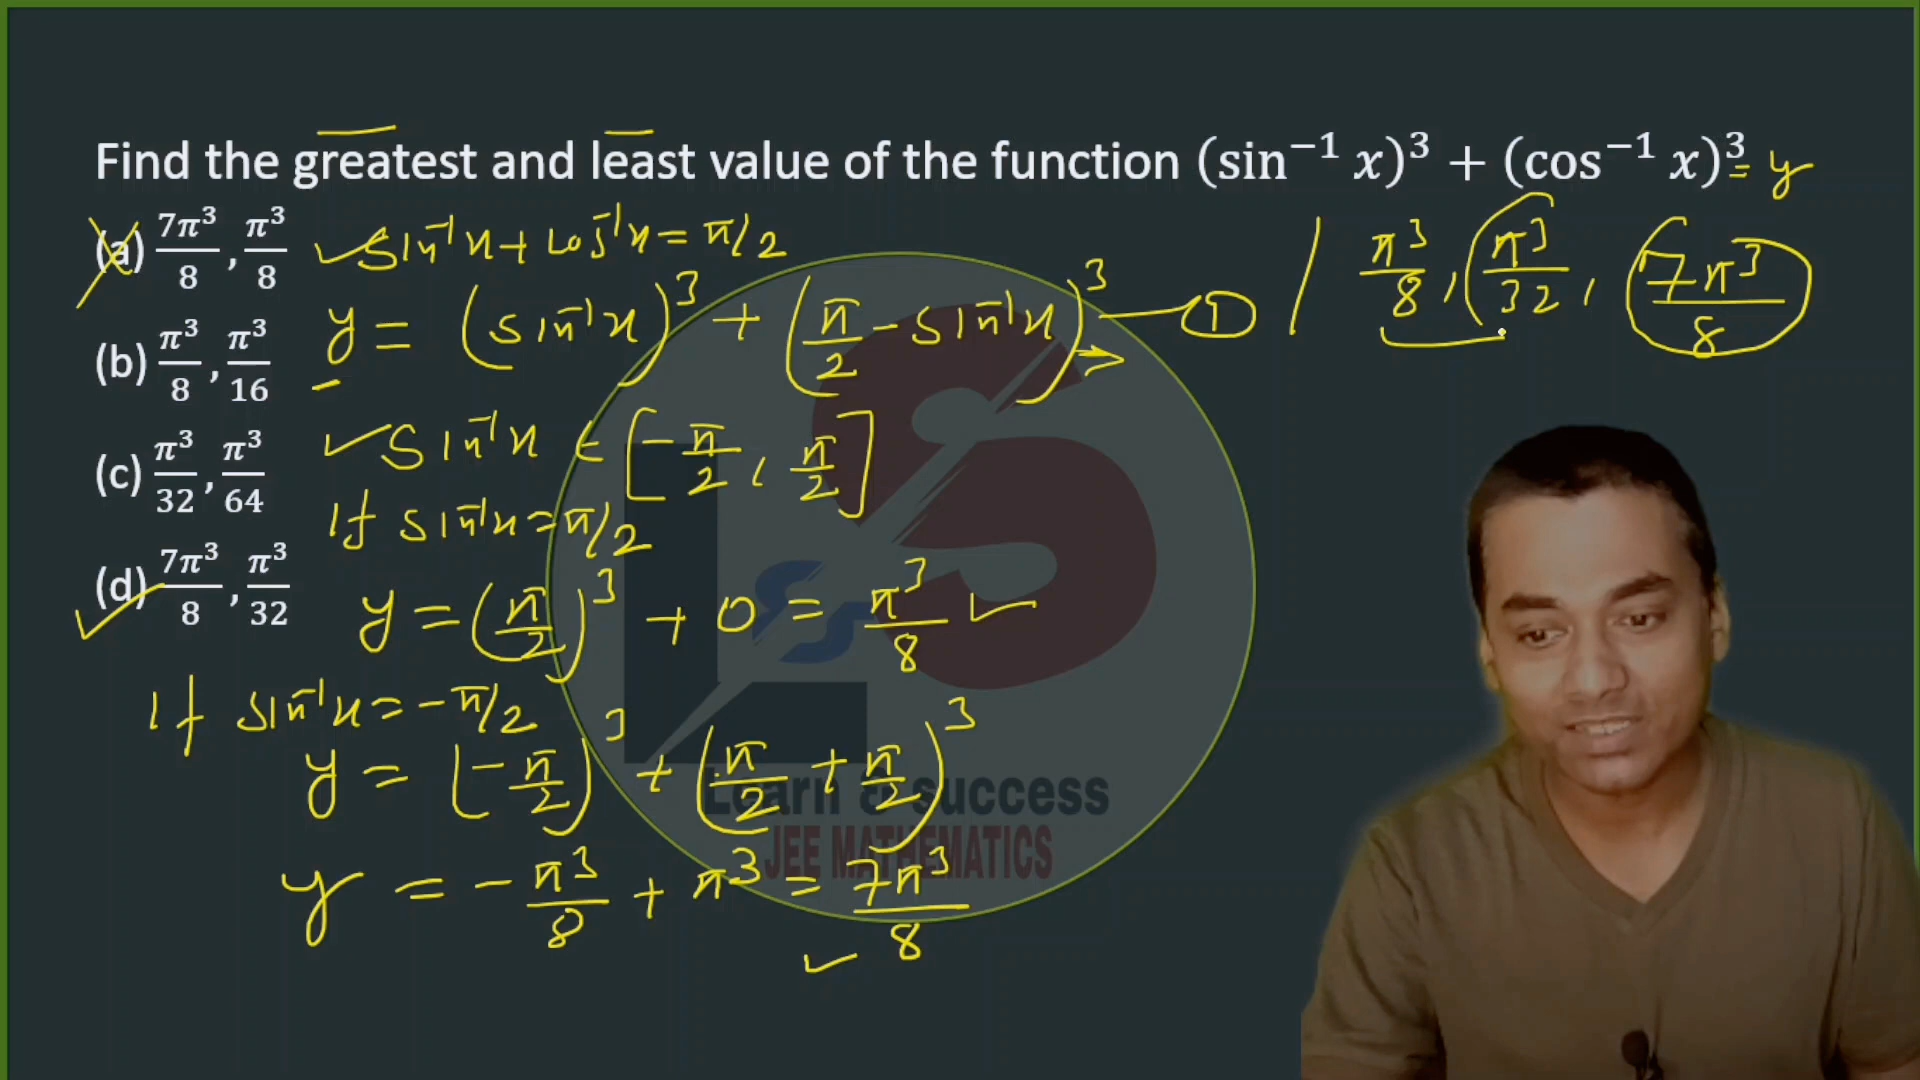 Find the greatest and least value of the function (sin⁻¹ x)³ + (cos⁻¹ x)³ = y
(a) 7π³/8 , π³/8
(b) π³/8 , π³/16
(c) π³/32 , π³/64
(d) 7π³/8 , π³/32
sin⁻¹x + cos⁻¹x = π/2
y = (sin⁻¹x)³ + (π/2 - sin⁻¹x)³ — ①
π³/8 , π³/32 , 7π³/8
sin⁻¹x ∈ [-π/2 , π/2]
If sin⁻¹x = π/2
y = (π/2)³ + 0 = π³/8
If sin⁻¹x = -π/2
y = (-π/2)³ + (π/2 + π/2)³
y = -π³/8 + π³ = 7π³/8
Learn & success
JEE MATHEMATICS